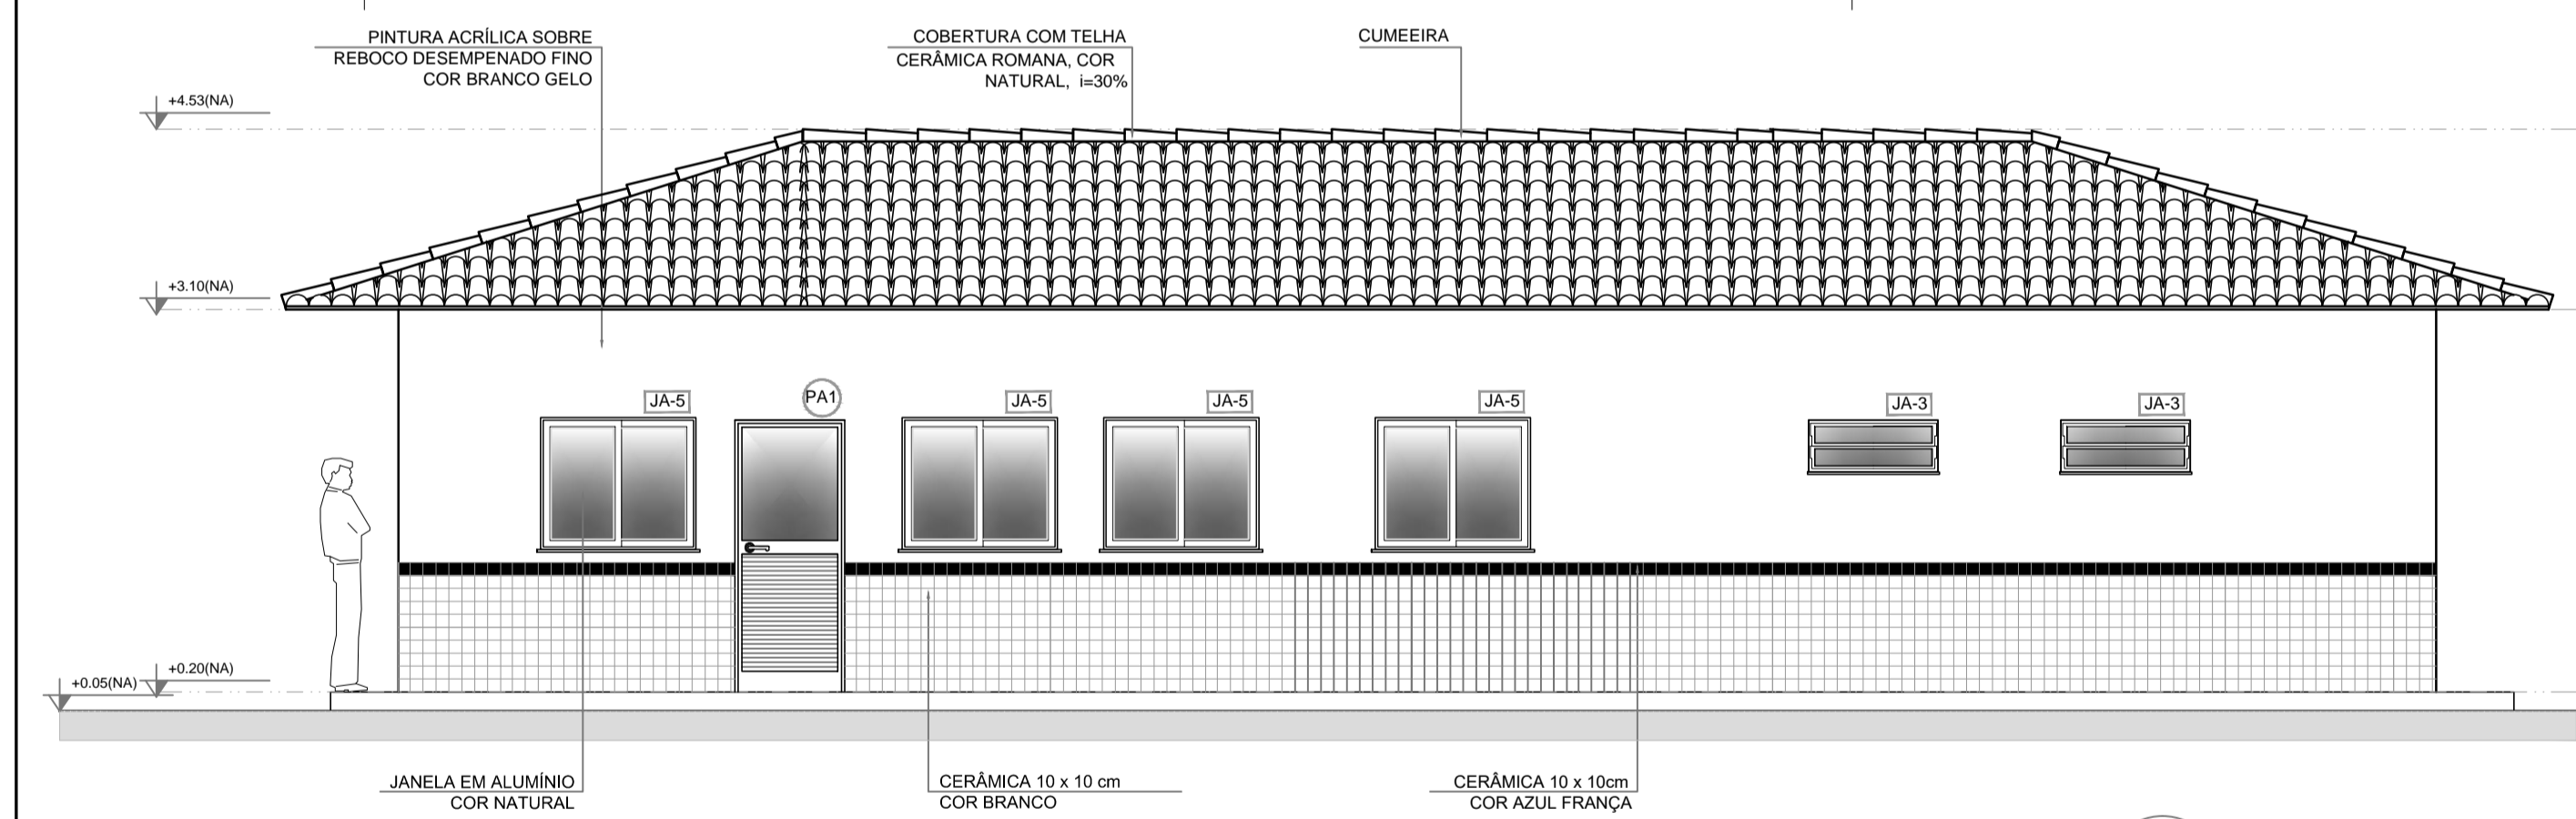 PINTURA ACRÍLICA SOBRE
REBOCO DESEMPENADO FINO
COR BRANCO GELO
COBERTURA COM TELHA
CERÂMICA ROMANA, COR
NATURAL, i=30%
CUMEEIRA
+4.53(NA)
+3.10(NA)
JA-5
PA1
JA-5
JA-5
JA-5
JA-3
JA-3
+0.20(NA)
+0.05(NA)
JANELA EM ALUMÍNIO
COR NATURAL
CERÂMICA 10 x 10 cm
COR BRANCO
CERÂMICA 10 x 10cm
COR AZUL FRANÇA